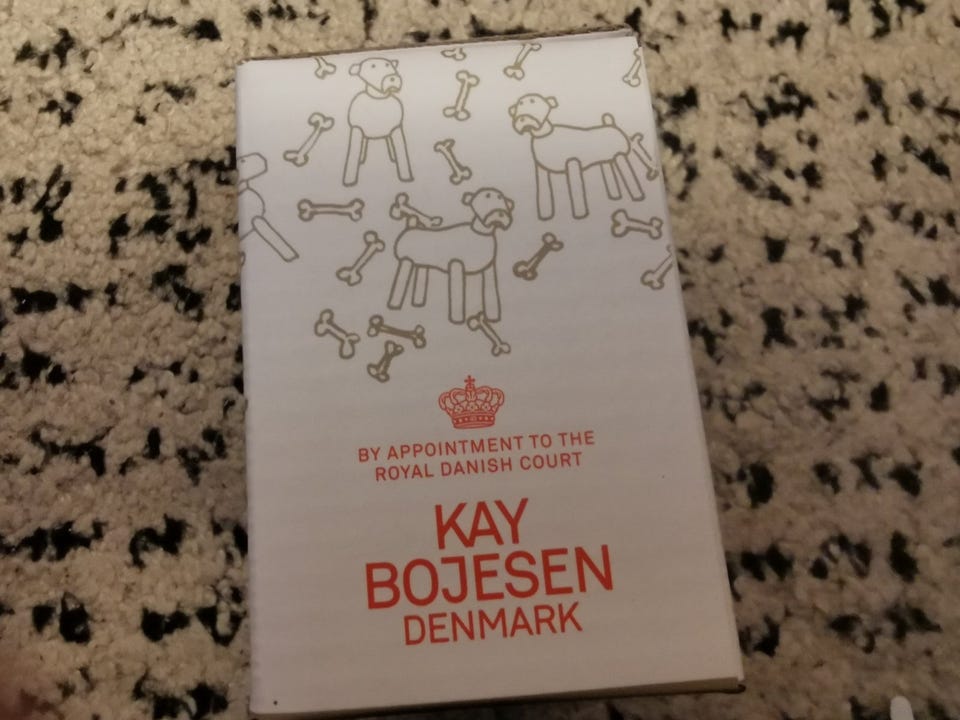 BY APPOINTMENT TO THE
ROYAL DANISH COURT
KAY
BOJESEN
DENMARK